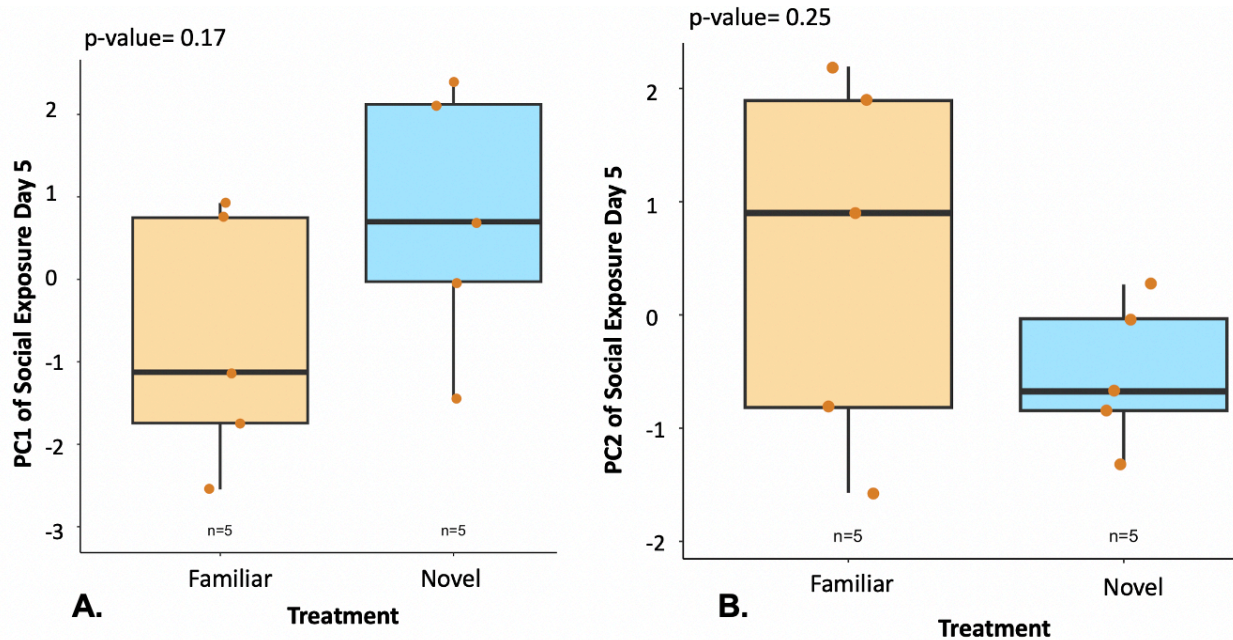 p-value= 0.17
PC1 of Social Exposure Day 5
2
1
0
-1
-2
-3
n=5
n=5
Familiar
Novel
A.
Treatment
p-value= 0.25
PC2 of Social Exposure Day 5
2
1
0
-1
-2
n=5
n=5
Familiar
Novel
B.
Treatment